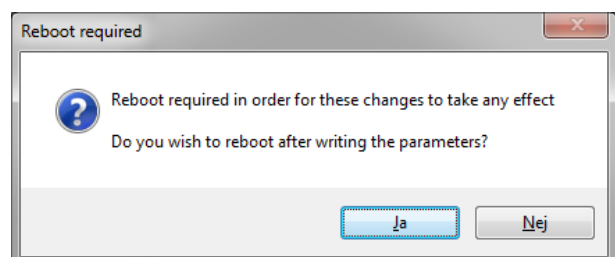 Reboot required
Reboot required in order for these changes to take any effect
Do you wish to reboot after writing the parameters?
Ja
Nej